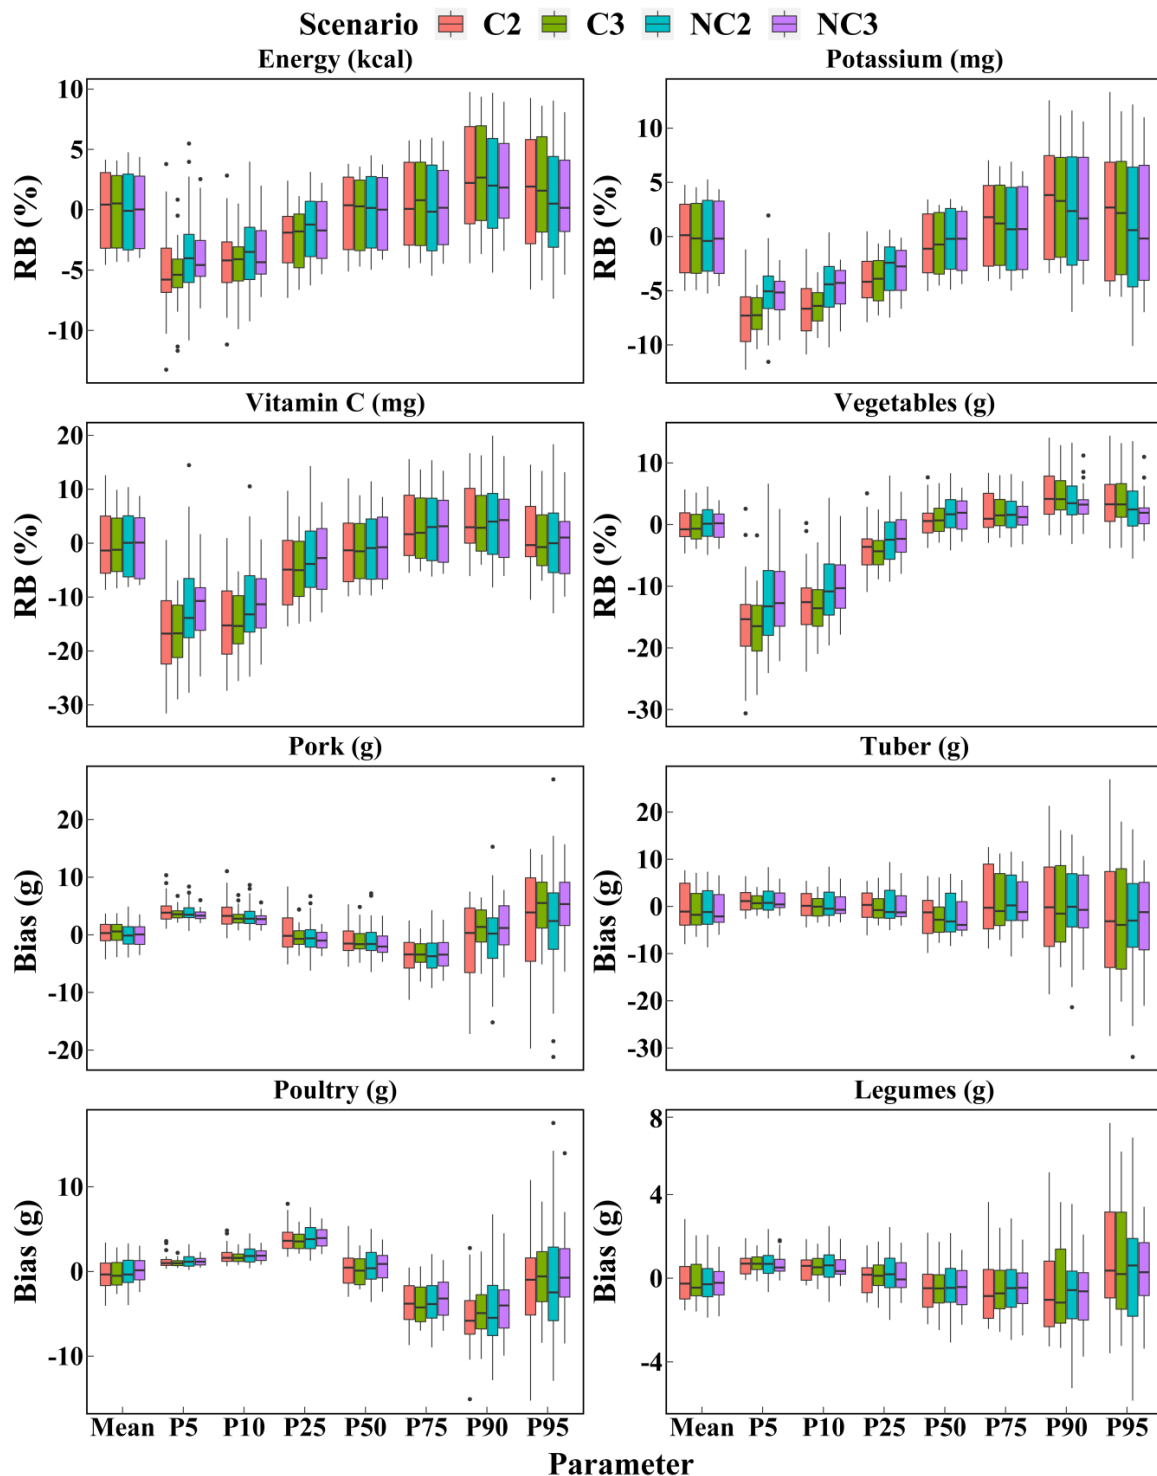 Scenario C2 C3 NC2 NC3
Energy (kcal) Potassium (mg)
10
5
0
-5
-10
RB (%)
10
5
0
-5
-10
RB (%)
Vitamin C (mg) Vegetables (g)
20
10
0
-10
-20
-30
RB (%)
10
0
-10
-20
-30
RB (%)
Pork (g) Tuber (g)
20
10
0
-10
-20
Bias (g)
20
10
0
-10
-20
-30
Bias (g)
Poultry (g) Legumes (g)
10
0
-10
Bias (g)
8
4
0
-4
Bias (g)
Mean P5 P10 P25 P50 P75 P90 P95 Mean P5 P10 P25 P50 P75 P90 P95
Parameter